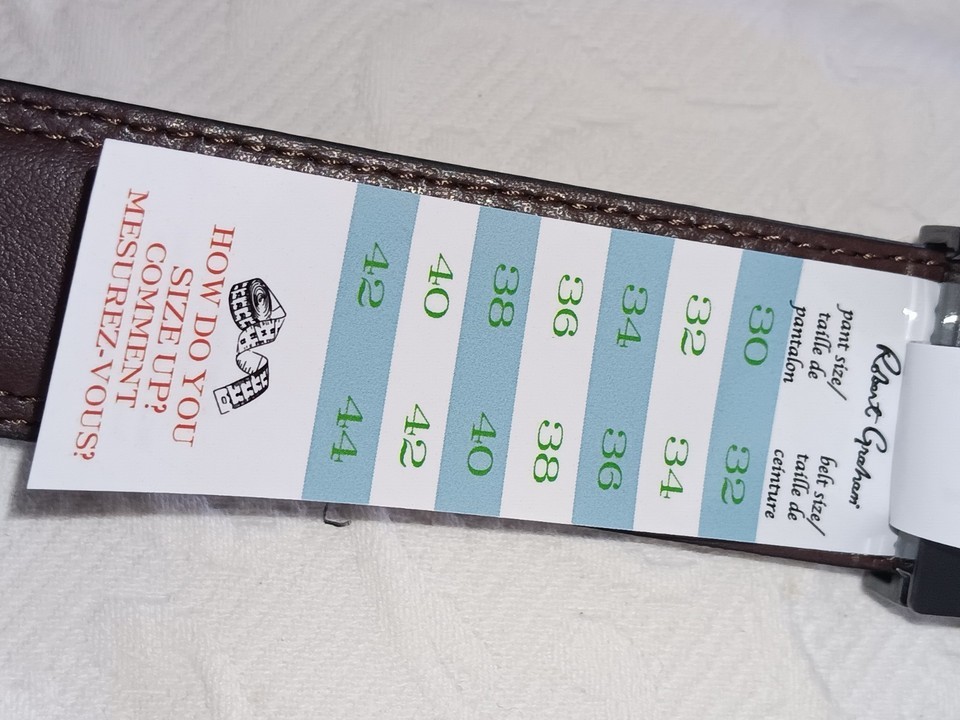 Robert Graham®
pant size/ belt size/
taille de taille de
pantalon ceinture
30 32
32 34
34 36
36 38
38 40
40 42
42 44
HOW DO YOU
SIZE UP?
COMMENT
MESUREZ-VOUS?